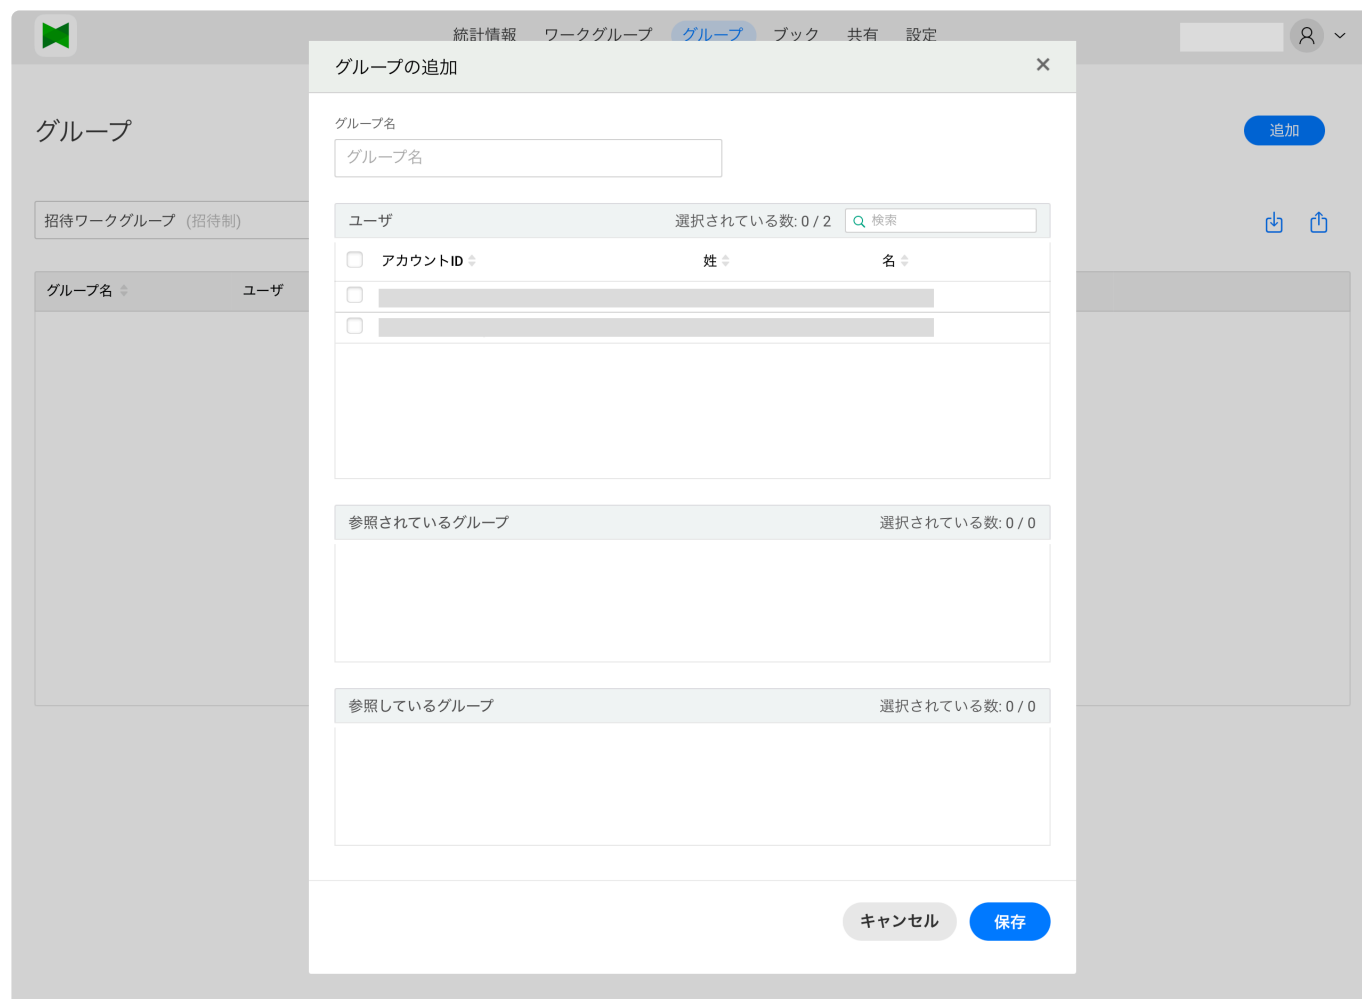 統計情報 ワークグループ グループ ブック 共有 設定
グループの追加
グループ
追加
グループ名
グループ名
招待ワークグループ (招待制)
ユーザ 選択されている数: 0 / 2 検索
アカウントID 姓 名
グループ名 ユーザ
参照されているグループ 選択されている数: 0 / 0
参照しているグループ 選択されている数: 0 / 0
キャンセル 保存